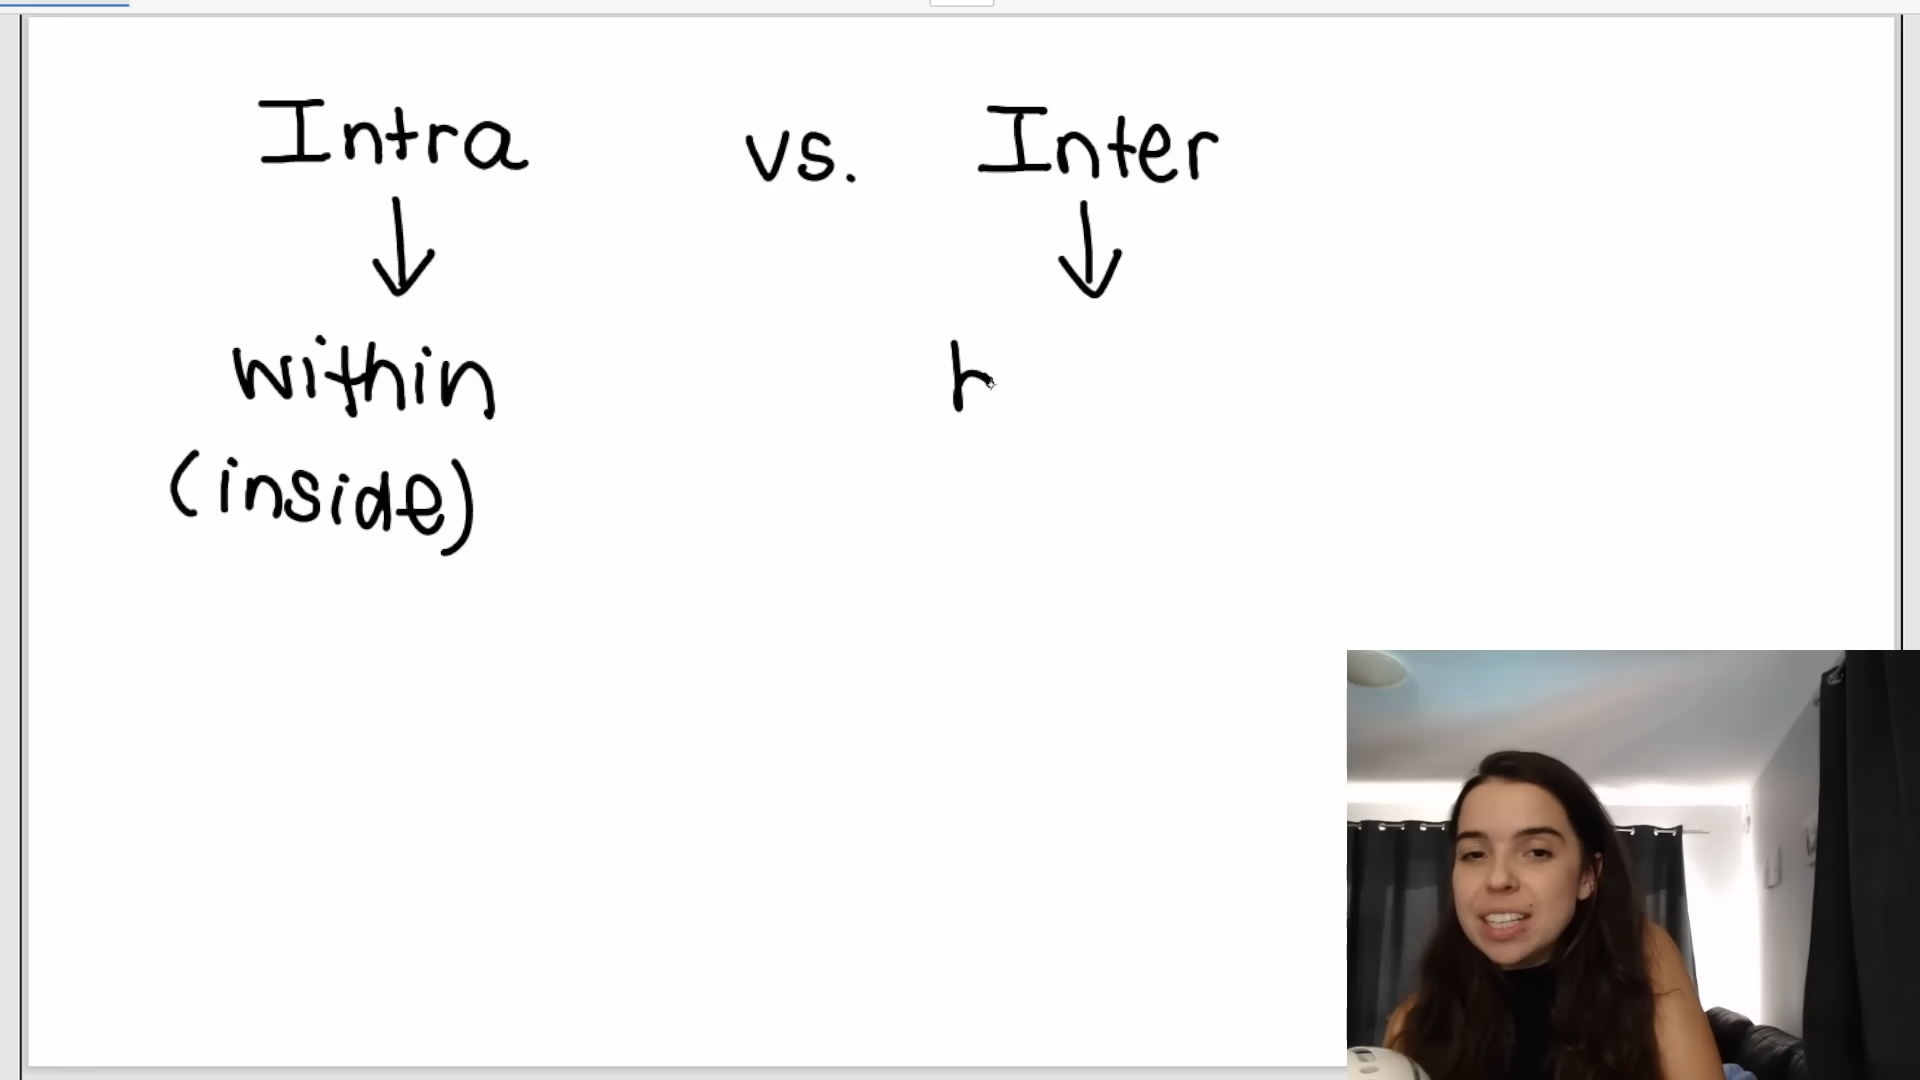 Intra vs. Inter
within
(inside)